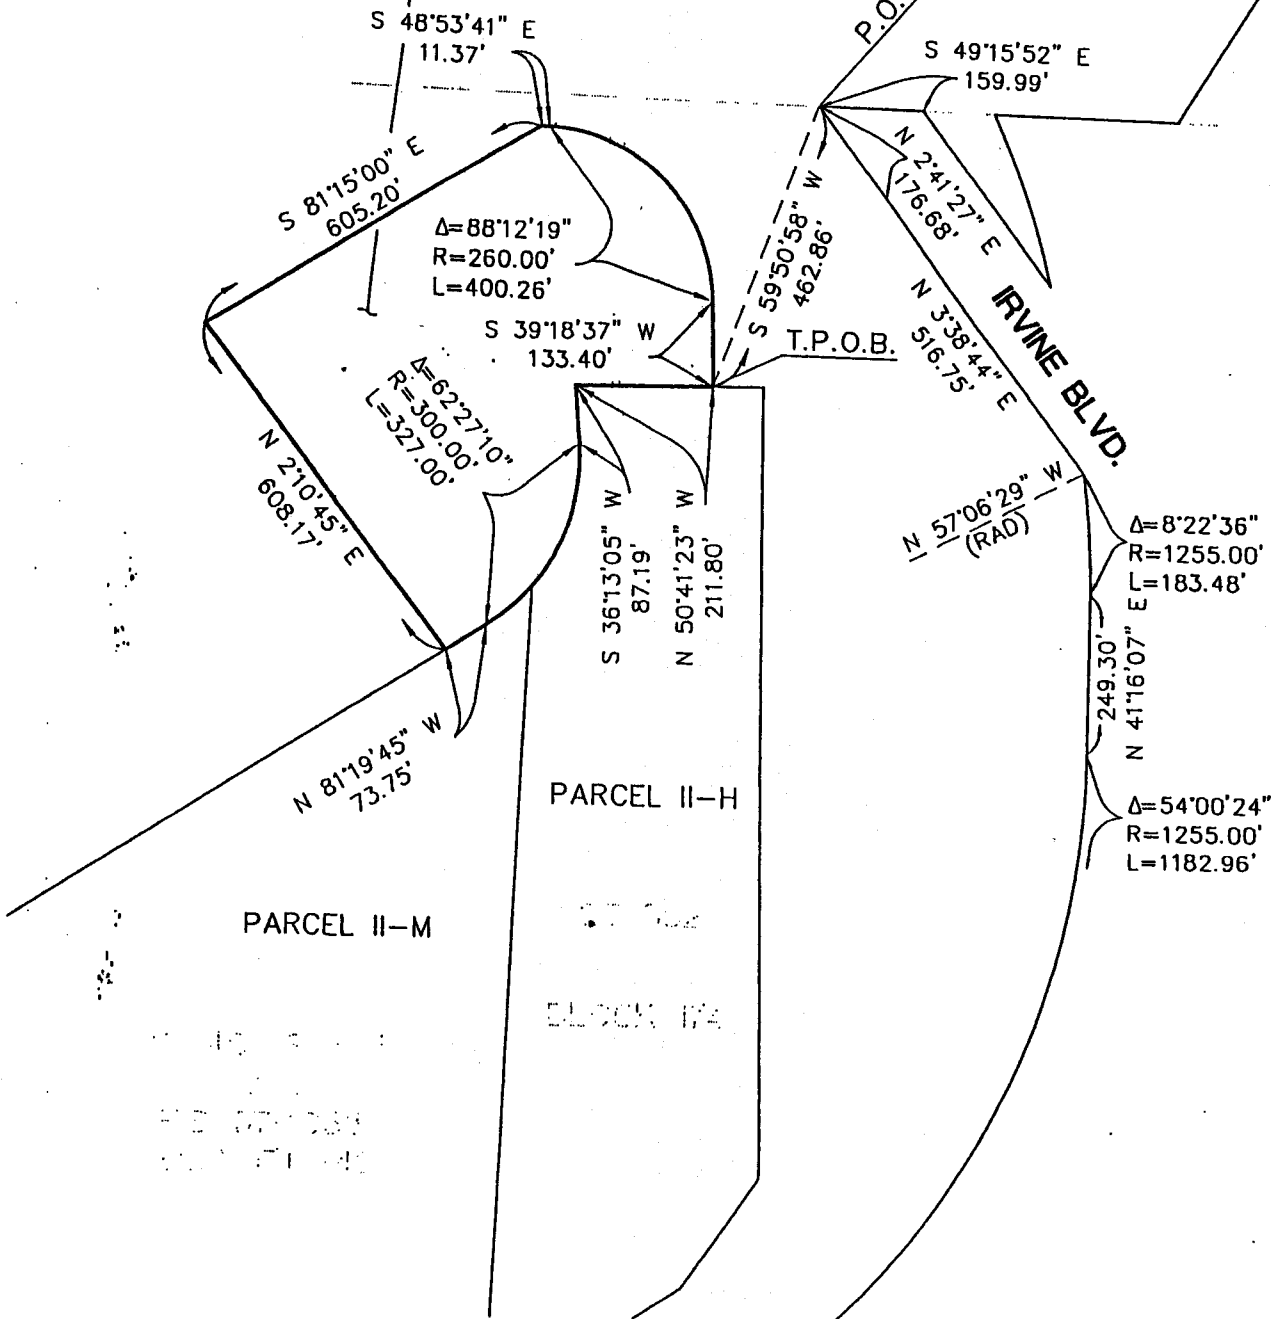 P.O.
S 48°53'41" E
11.37'
S 49°15'52" E
159.99'
N 2°41'27" E
176.68'
S 81°15'00" E
605.20'
Δ=88°12'19"
R=260.00'
L=400.26'
S 59°50'58" W
462.86'
S 39°18'37" W
133.40'
T.P.O.B.
N 3°38'44" E
516.75'
IRVINE BLVD.
Δ=62°27'10"
R=300.00'
L=327.00'
N 2°10'45" E
608.17'
S 36°13'05" W
87.19'
N 50°41'23" W
211.80'
N 57°06'29" W
(RAD)
Δ=8°22'36"
R=1255.00'
L=183.48'
249.30'
N 41°16'07" E
N 81°19'45" W
73.75'
PARCEL II-H
Δ=54°00'24"
R=1255.00'
L=1182.96'
PARCEL II-M
BLOCK